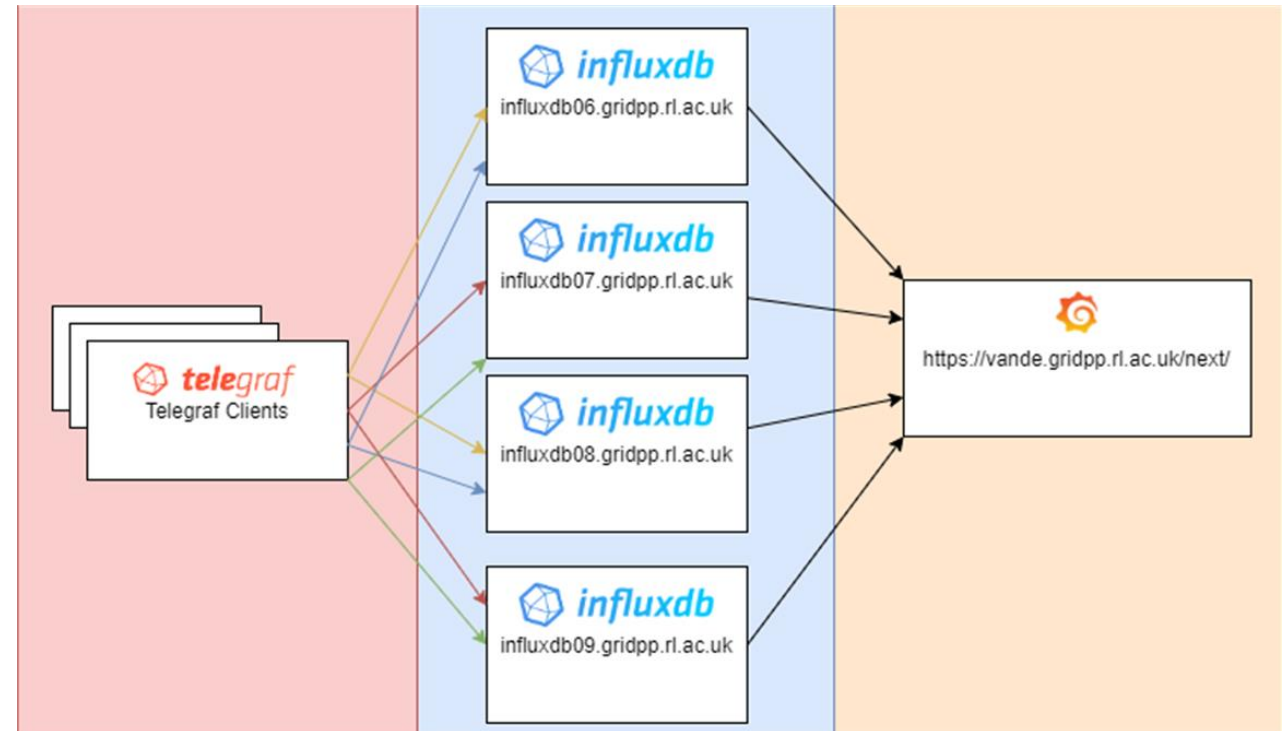 telegraf
Telegraf Clients
influxdb
influxdb06.gridpp.rl.ac.uk
influxdb
influxdb07.gridpp.rl.ac.uk
influxdb
influxdb08.gridpp.rl.ac.uk
influxdb
influxdb09.gridpp.rl.ac.uk
https://vande.gridpp.rl.ac.uk/next/